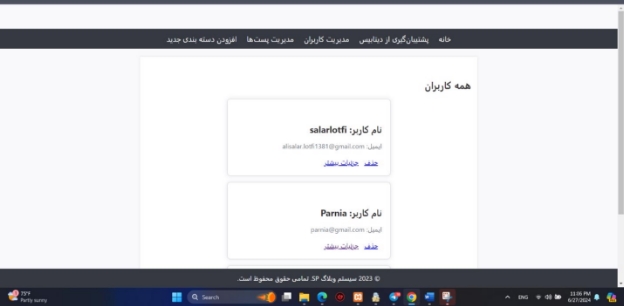 خانه پشتیبان‌گیری از دیتابیس مدیریت کاربران مدیریت پست‌ها افزودن دسته بندی جدید
همه کاربران
نام کاربر: salarlotfi
ایمیل: alisalar.lotfi1381@gmail.com
حذف جزئیات بیشتر
نام کاربر: Parnia
ایمیل: parnia@gmail.com
حذف جزئیات بیشتر
© 2023 سیستم وبلاگ SP. تمامی حقوق محفوظ است.
73°F
Partly sunny
Search
ENG
11:06 PM
6/27/2024